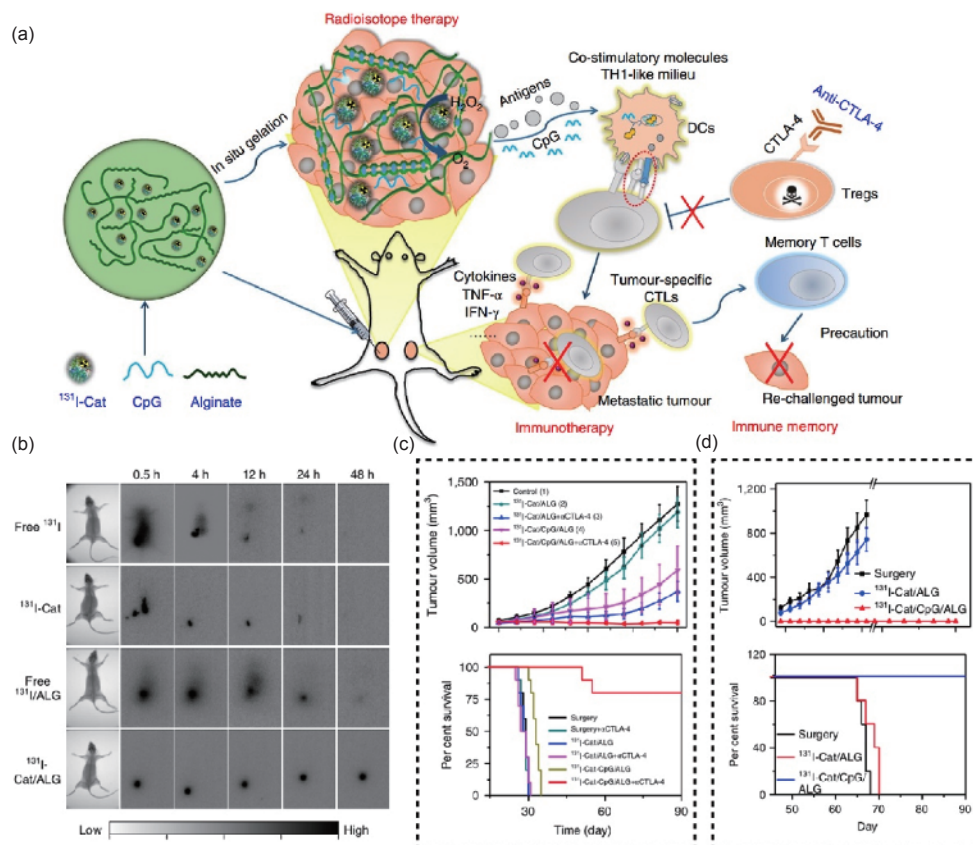 (a)
Radioisotope therapy
H₂O₂
O₂
In situ gelation
Antigens
CpG
Co-stimulatory molecules
TH1-like milieu
DCs
CTLA-4
Anti-CTLA-4
Tregs
Memory T cells
Cytokines
TNF-α
IFN-γ
Tumour-specific
CTLs
Precaution
Metastatic tumour
Re-challenged tumour
Immunotherapy
Immune memory
¹³¹I-Cat
CpG
Alginate
(b)
0.5 h 4 h 12 h 24 h 48 h
Free ¹³¹I
¹³¹I-Cat
Free
¹³¹I/ALG
¹³¹I-
Cat/ALG
Low High
(c)
Tumour volume (mm³)
1,500
1,000
500
0
Control (1)
¹³¹I-Cat/ALG (2)
¹³¹I-Cat/ALG+αCTLA-4 (3)
¹³¹I-Cat/CpG/ALG (4)
¹³¹I-Cat/CpG/ALG+αCTLA-4 (5)
Per cent survival
100
75
50
25
0
Surgery
Surgery+αCTLA-4
¹³¹I-Cat/ALG
¹³¹I-Cat/ALG+αCTLA-4
¹³¹I-Cat-CpG/ALG
¹³¹I-Cat-CpG/ALG+αCTLA-4
30 60 90
Time (day)
(d)
Tumour volume (mm³)
1,200
800
400
0
Surgery
¹³¹I-Cat/ALG
¹³¹I-Cat/CpG/ALG
Per cent survival
120
80
40
0
Surgery
¹³¹I-Cat/ALG
¹³¹I-Cat/CpG/
ALG
50 60 70 80 90
Day